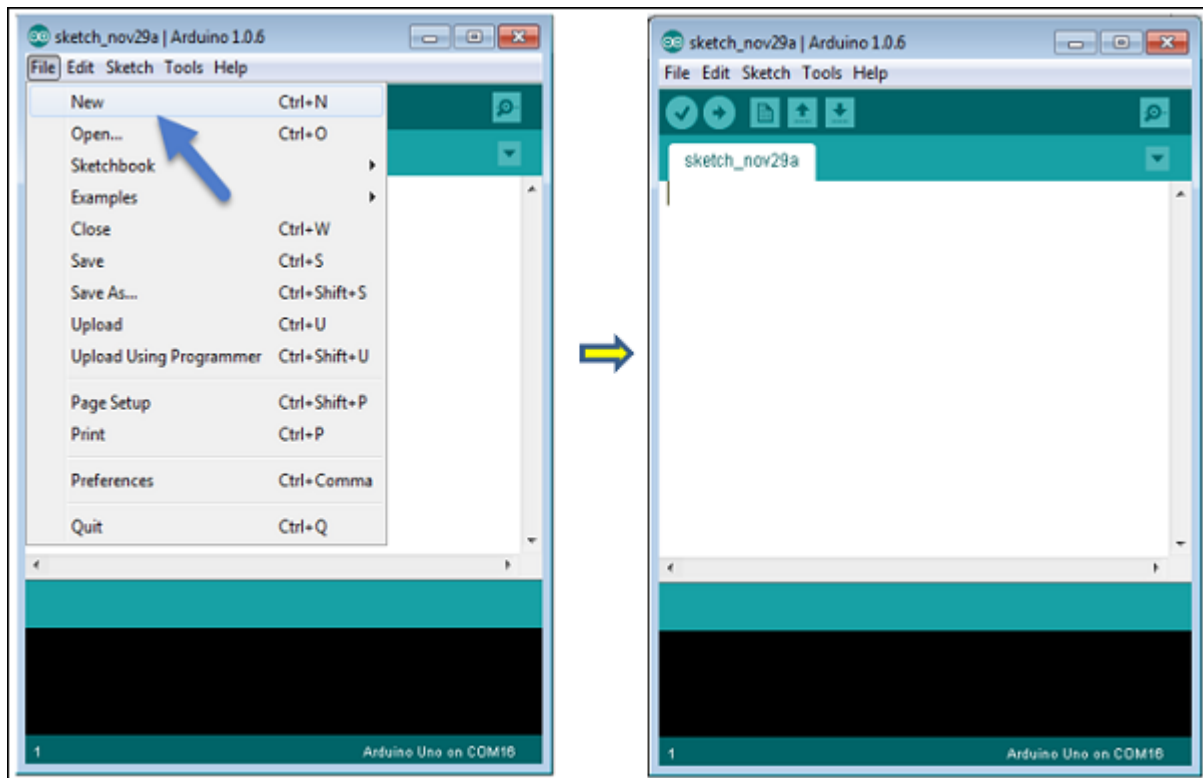 sketch_nov29a | Arduino 1.0.6
File Edit Sketch Tools Help
New Ctrl+N
Open... Ctrl+O
Sketchbook
Examples
Close Ctrl+W
Save Ctrl+S
Save As... Ctrl+Shift+S
Upload Ctrl+U
Upload Using Programmer Ctrl+Shift+U
Page Setup Ctrl+Shift+P
Print Ctrl+P
Preferences Ctrl+Comma
Quit Ctrl+Q
1 Arduino Uno on COM16
sketch_nov29a | Arduino 1.0.6
File Edit Sketch Tools Help
sketch_nov29a
1 Arduino Uno on COM16